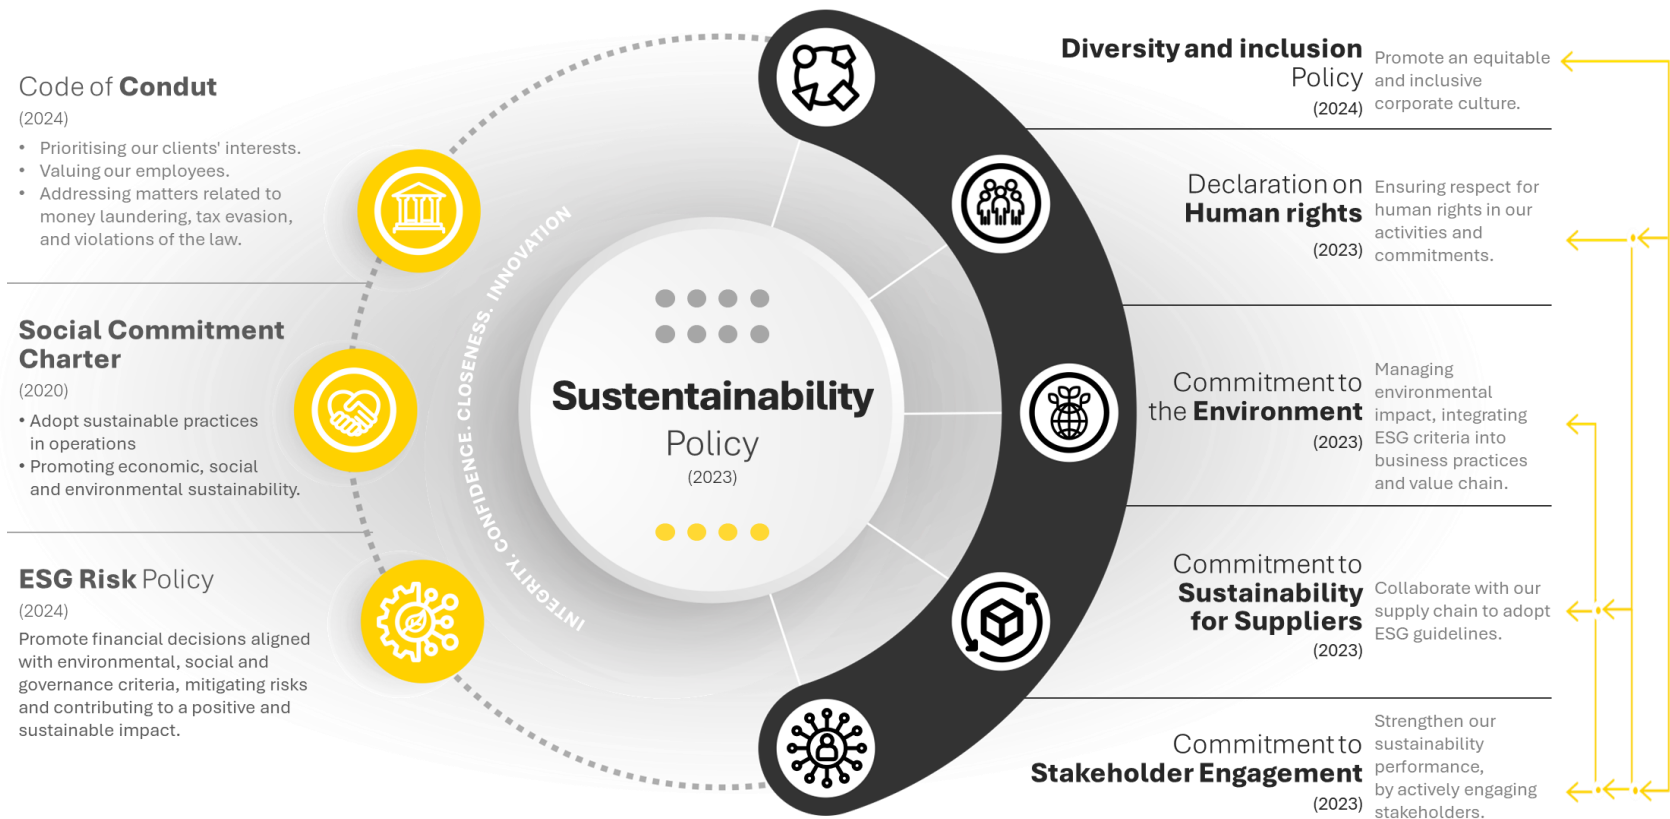 Code of Condut
(2024)
• Prioritising our clients' interests.
• Valuing our employees.
• Addressing matters related to
money laundering, tax evasion,
and violations of the law.
Social Commitment
Charter
(2020)
• Adopt sustainable practices
in operations
• Promoting economic, social
and environmental sustainability.
ESG Risk Policy
(2024)
Promote financial decisions aligned
with environmental, social and
governance criteria, mitigating risks
and contributing to a positive and
sustainable impact.
INTEGRITY. CONFIDENCE. CLOSENESS. INNOVATION
Sustentainability
Policy
(2023)
Diversity and inclusion
Policy
(2024)
Promote an equitable
and inclusive
corporate culture.
Declaration on
Human rights
(2023)
Ensuring respect for
human rights in our
activities and
commitments.
Commitment to
the Environment
(2023)
Managing
environmental
impact, integrating
ESG criteria into
business practices
and value chain.
Commitment to
Sustainability
for Suppliers
(2023)
Collaborate with our
supply chain to adopt
ESG guidelines.
Commitment to
Stakeholder Engagement
(2023)
Strengthen our
sustainability
performance,
by actively engaging
stakeholders.